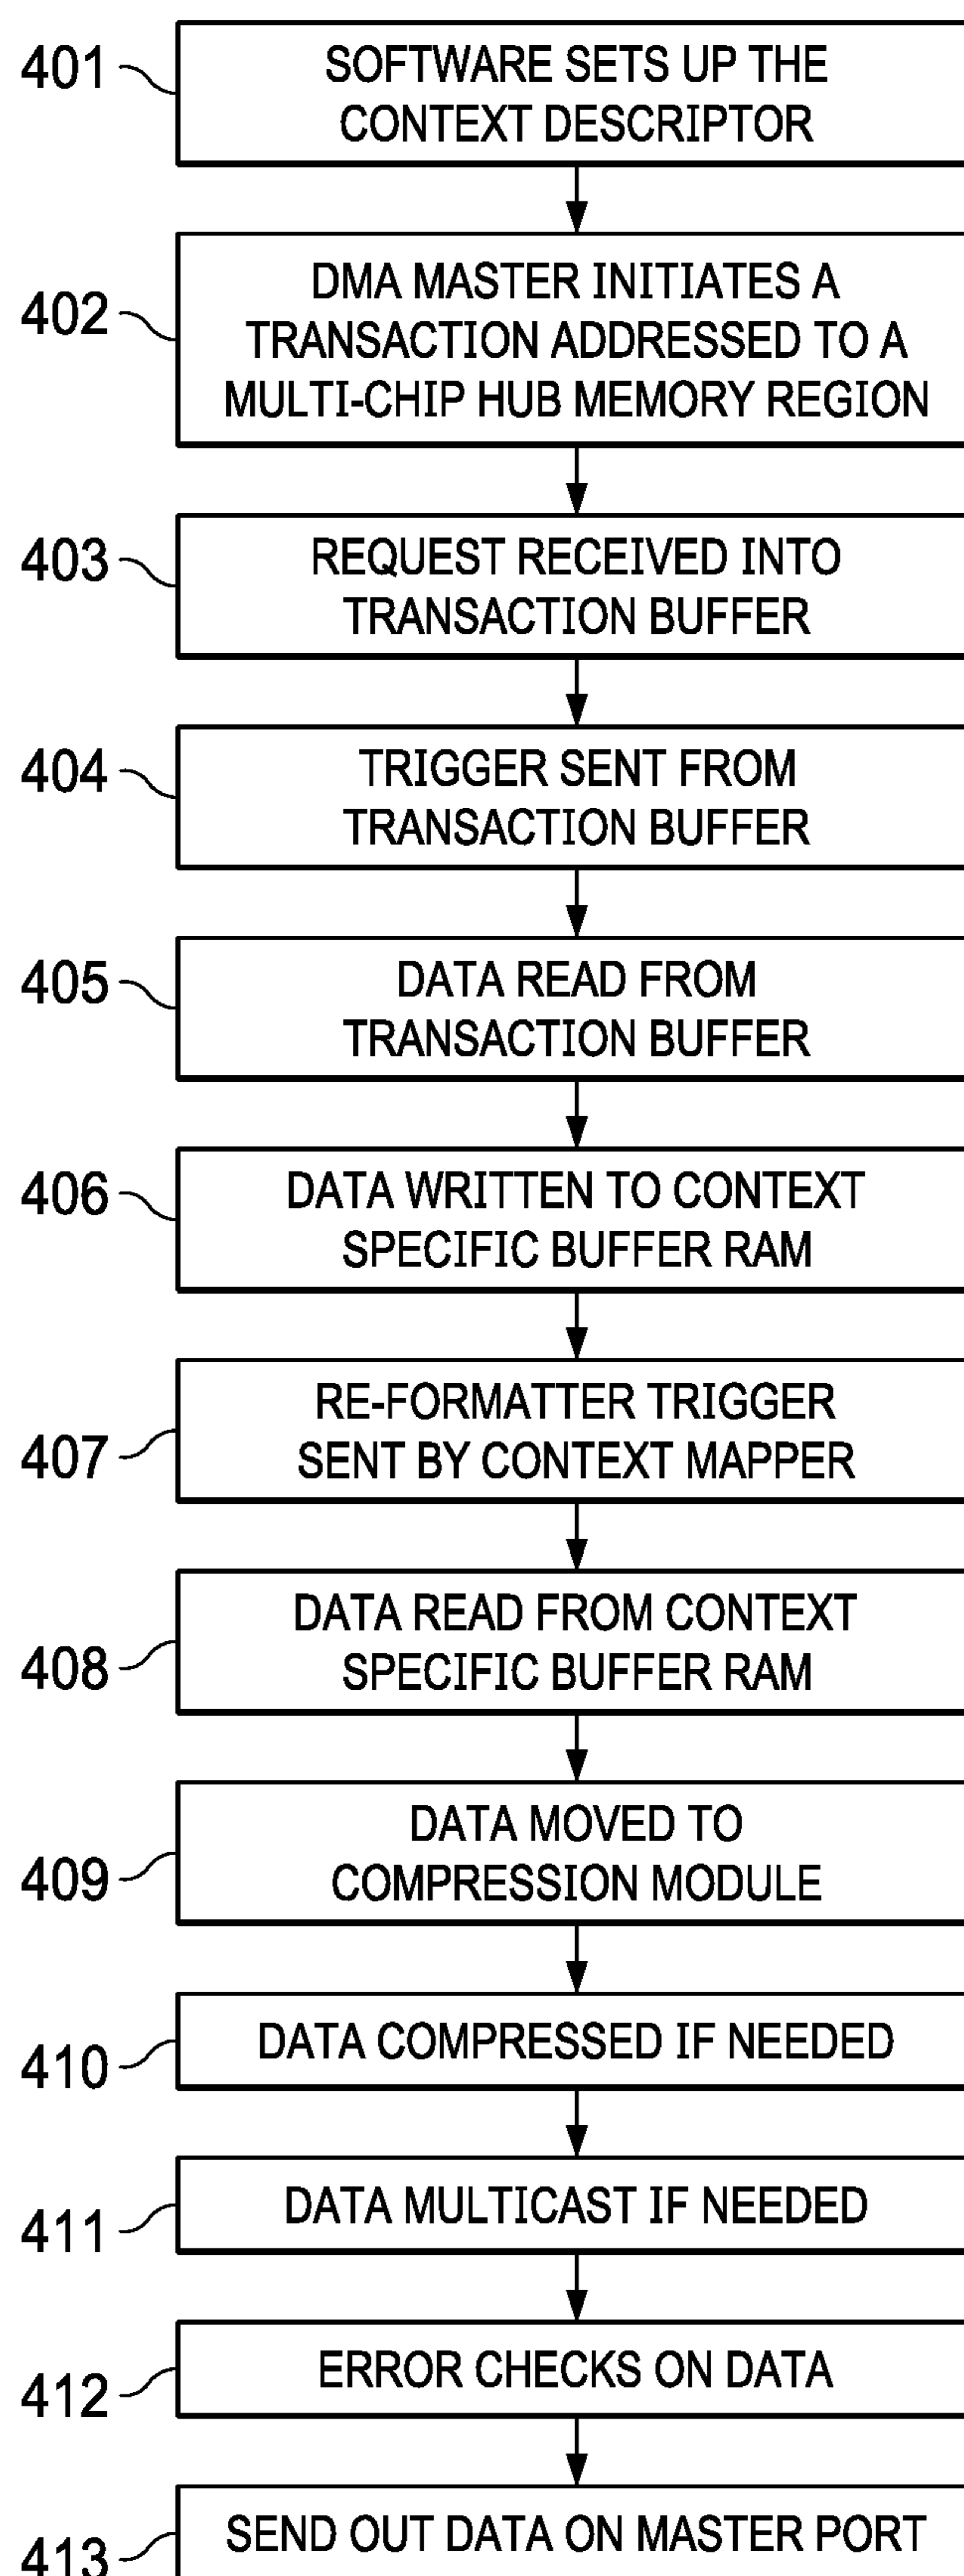 401
SOFTWARE SETS UP THE
CONTEXT DESCRIPTOR
402
DMA MASTER INITIATES A
TRANSACTION ADDRESSED TO A
MULTI-CHIP HUB MEMORY REGION
403
REQUEST RECEIVED INTO
TRANSACTION BUFFER
404
TRIGGER SENT FROM
TRANSACTION BUFFER
405
DATA READ FROM
TRANSACTION BUFFER
406
DATA WRITTEN TO CONTEXT
SPECIFIC BUFFER RAM
407
RE-FORMATTER TRIGGER
SENT BY CONTEXT MAPPER
408
DATA READ FROM CONTEXT
SPECIFIC BUFFER RAM
409
DATA MOVED TO
COMPRESSION MODULE
410
DATA COMPRESSED IF NEEDED
411
DATA MULTICAST IF NEEDED
412
ERROR CHECKS ON DATA
413
SEND OUT DATA ON MASTER PORT